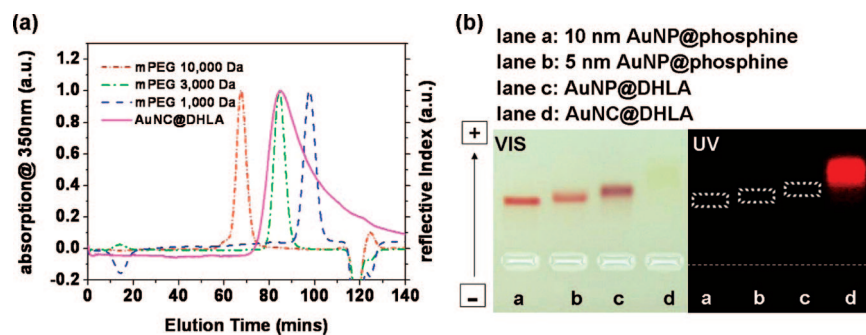 (a)
absorption@ 350nm (a.u.)
1.2
1.0
0.8
0.6
0.4
0.2
0.0
-0.2
mPEG 10,000 Da
mPEG 3,000 Da
mPEG 1,000 Da
AuNC@DHLA
0 20 40 60 80 100 120 140
Elution Time (mins)
reflective Index (a.u.)
(b)
lane a: 10 nm AuNP@phosphine
lane b: 5 nm AuNP@phosphine
lane c: AuNP@DHLA
lane d: AuNC@DHLA
+
-
VIS
a b c d
UV
a b c d